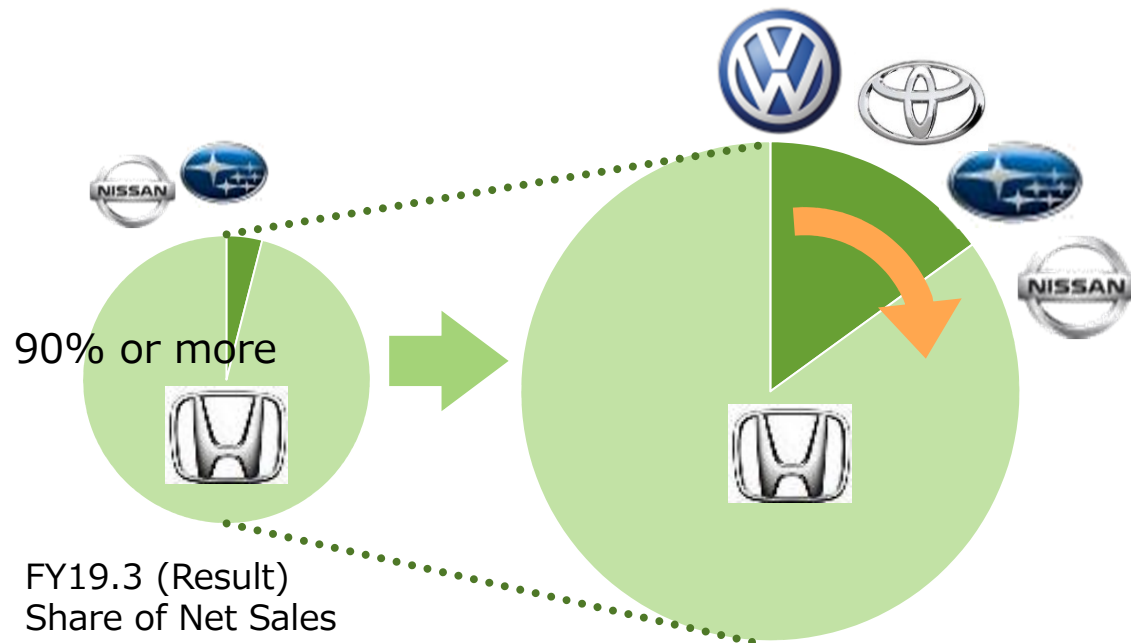 NISSAN
90% or more
FY19.3 (Result)
Share of Net Sales
NISSAN